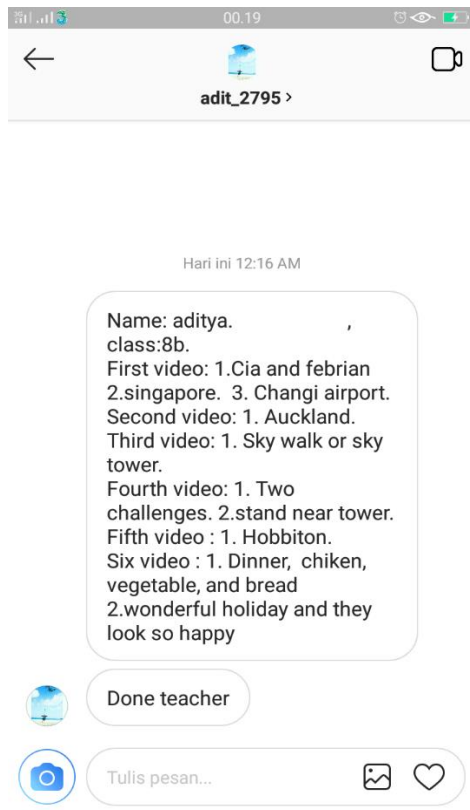 00.19
adit_2795 >
Hari ini 12:16 AM
Name: aditya. ,
class:8b.
First video: 1.Cia and febrian
2.singapore. 3. Changi airport.
Second video: 1. Auckland.
Third video: 1. Sky walk or sky
tower.
Fourth video: 1. Two
challenges. 2.stand near tower.
Fifth video : 1. Hobbiton.
Six video : 1. Dinner, chiken,
vegetable, and bread
2.wonderful holiday and they
look so happy
Done teacher
Tulis pesan...